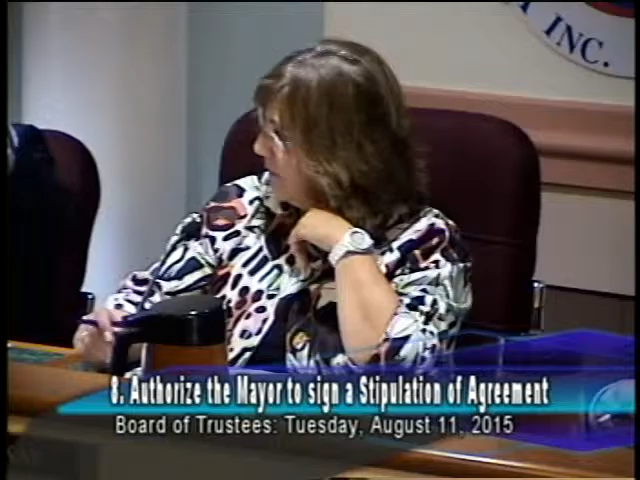 INC.
8. Authorize the Mayor to sign a Stipulation of Agreement
Board of Trustees: Tuesday, August 11, 2015